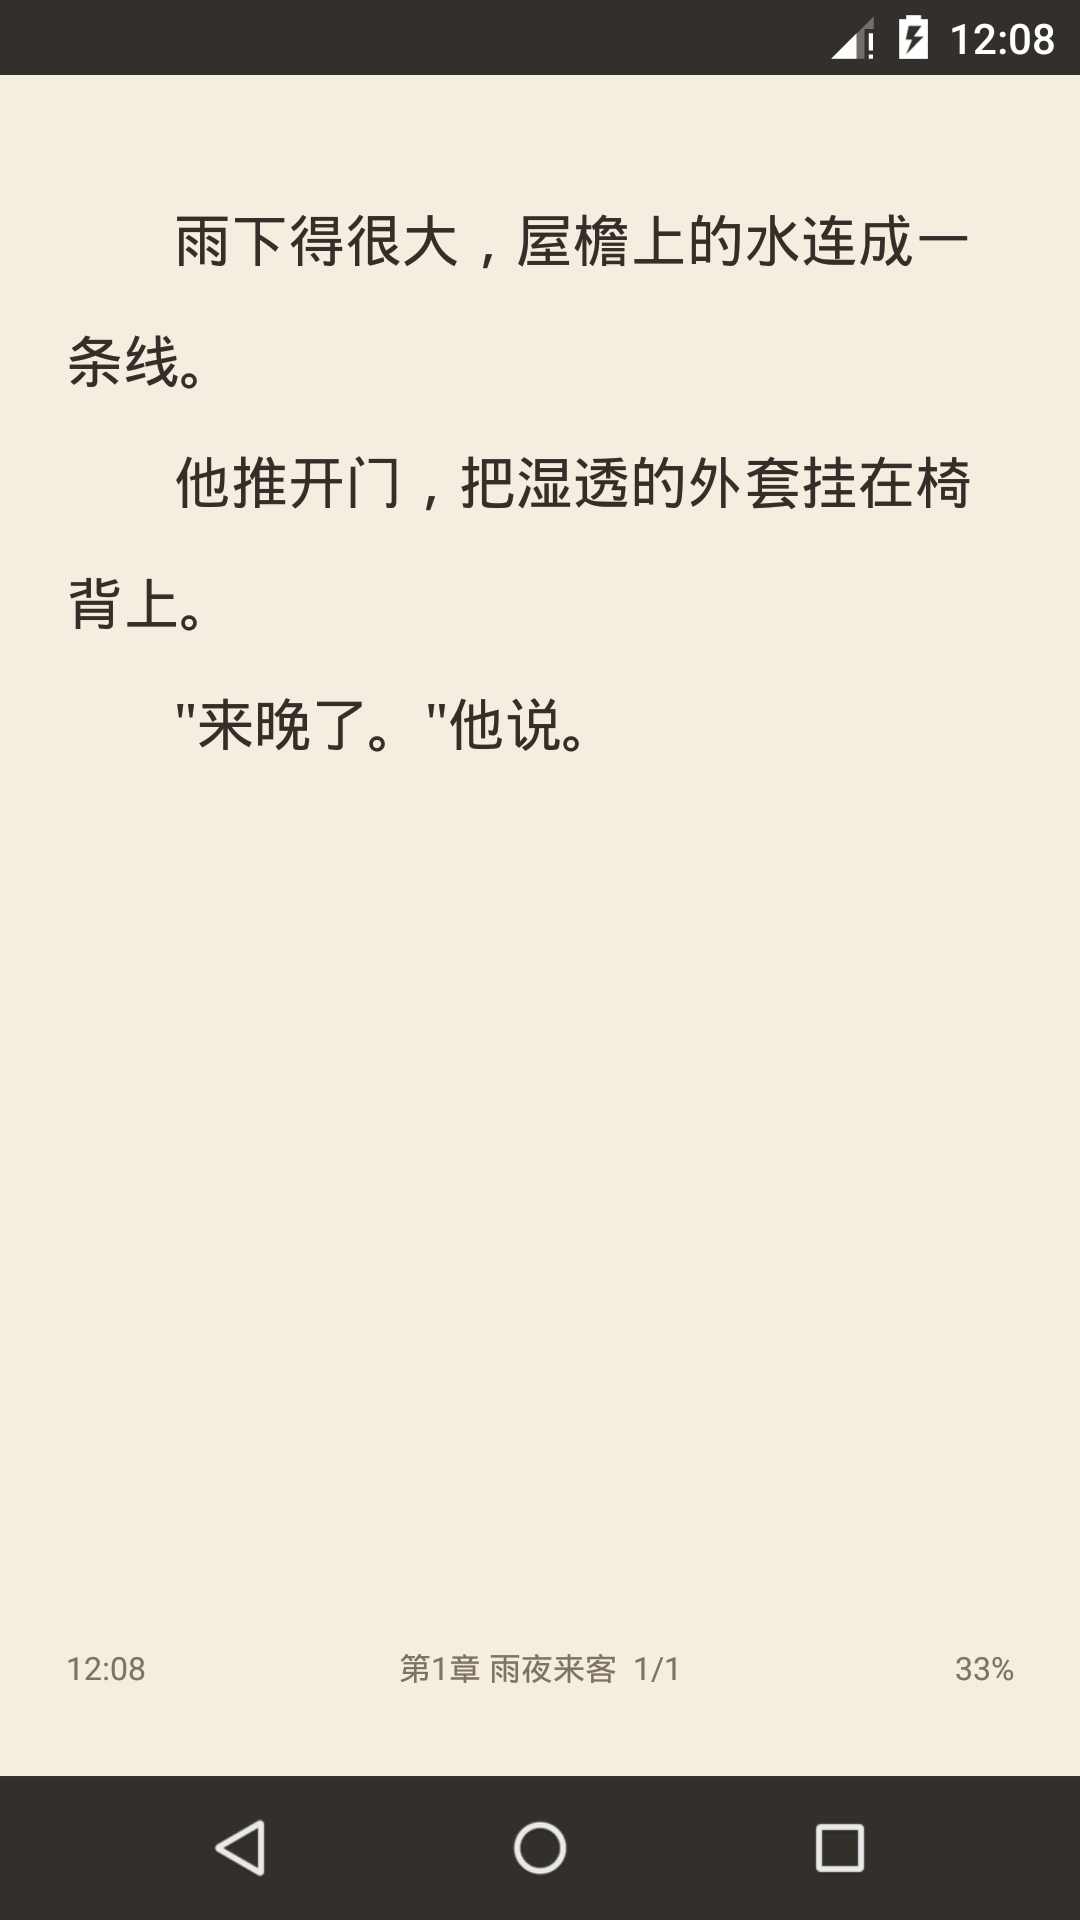 12:08
雨下得很大，屋檐上的水连成一
条线。
他推开门，把湿透的外套挂在椅
背上。
"来晚了。"他说。
12:08 第1章 雨夜来客 1/1 33%